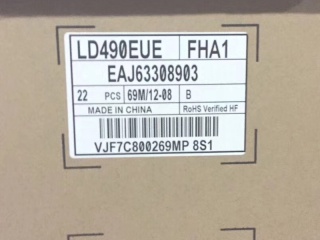 LD490EUE FHA1
EAJ63308903
22 PCS 69M/12-08 B
MADE IN CHINA RoHS Verified HF
VJF7C800269MP 8S1